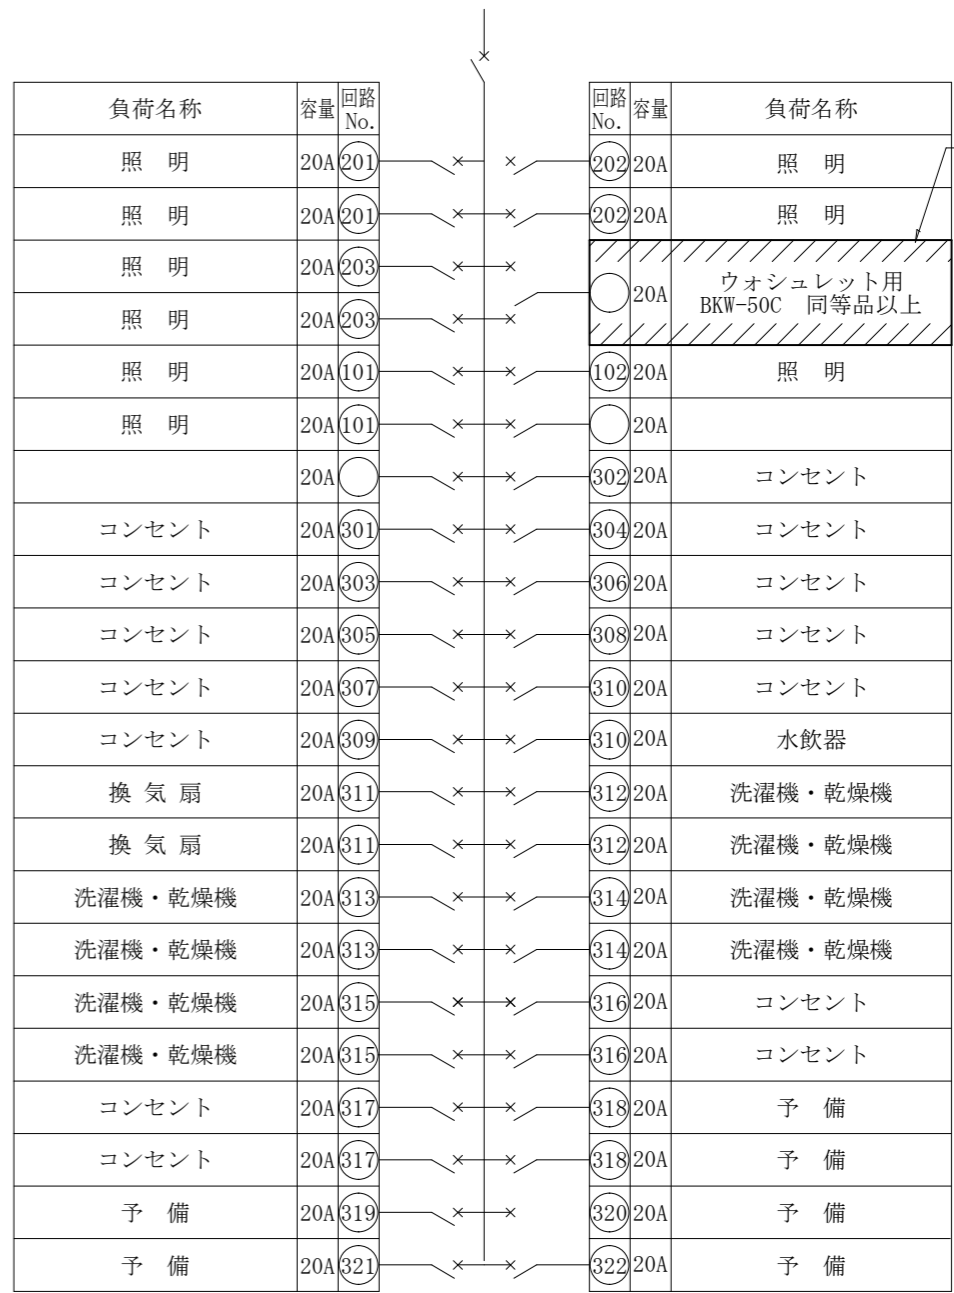 負荷名称 容量 回路No. 回路No. 容量 負荷名称
照　明 20A 201 202 20A 照　明
照　明 20A 201 202 20A 照　明
照　明 20A 203
20A ウォシュレット用
BKW-50C　同等品以上
照　明 20A 203
照　明 20A 101 102 20A 照　明
照　明 20A 101 20A
20A 302 20A コンセント
コンセント 20A 301 304 20A コンセント
コンセント 20A 303 306 20A コンセント
コンセント 20A 305 308 20A コンセント
コンセント 20A 307 310 20A コンセント
コンセント 20A 309 310 20A 水飲器
換 気 扇 20A 311 312 20A 洗濯機・乾燥機
換 気 扇 20A 311 312 20A 洗濯機・乾燥機
洗濯機・乾燥機 20A 313 314 20A 洗濯機・乾燥機
洗濯機・乾燥機 20A 313 314 20A 洗濯機・乾燥機
洗濯機・乾燥機 20A 315 316 20A コンセント
洗濯機・乾燥機 20A 315 316 20A コンセント
コンセント 20A 317 318 20A 予　備
コンセント 20A 317 318 20A 予　備
予　備 20A 319 320 20A 予　備
予　備 20A 321 322 20A 予　備